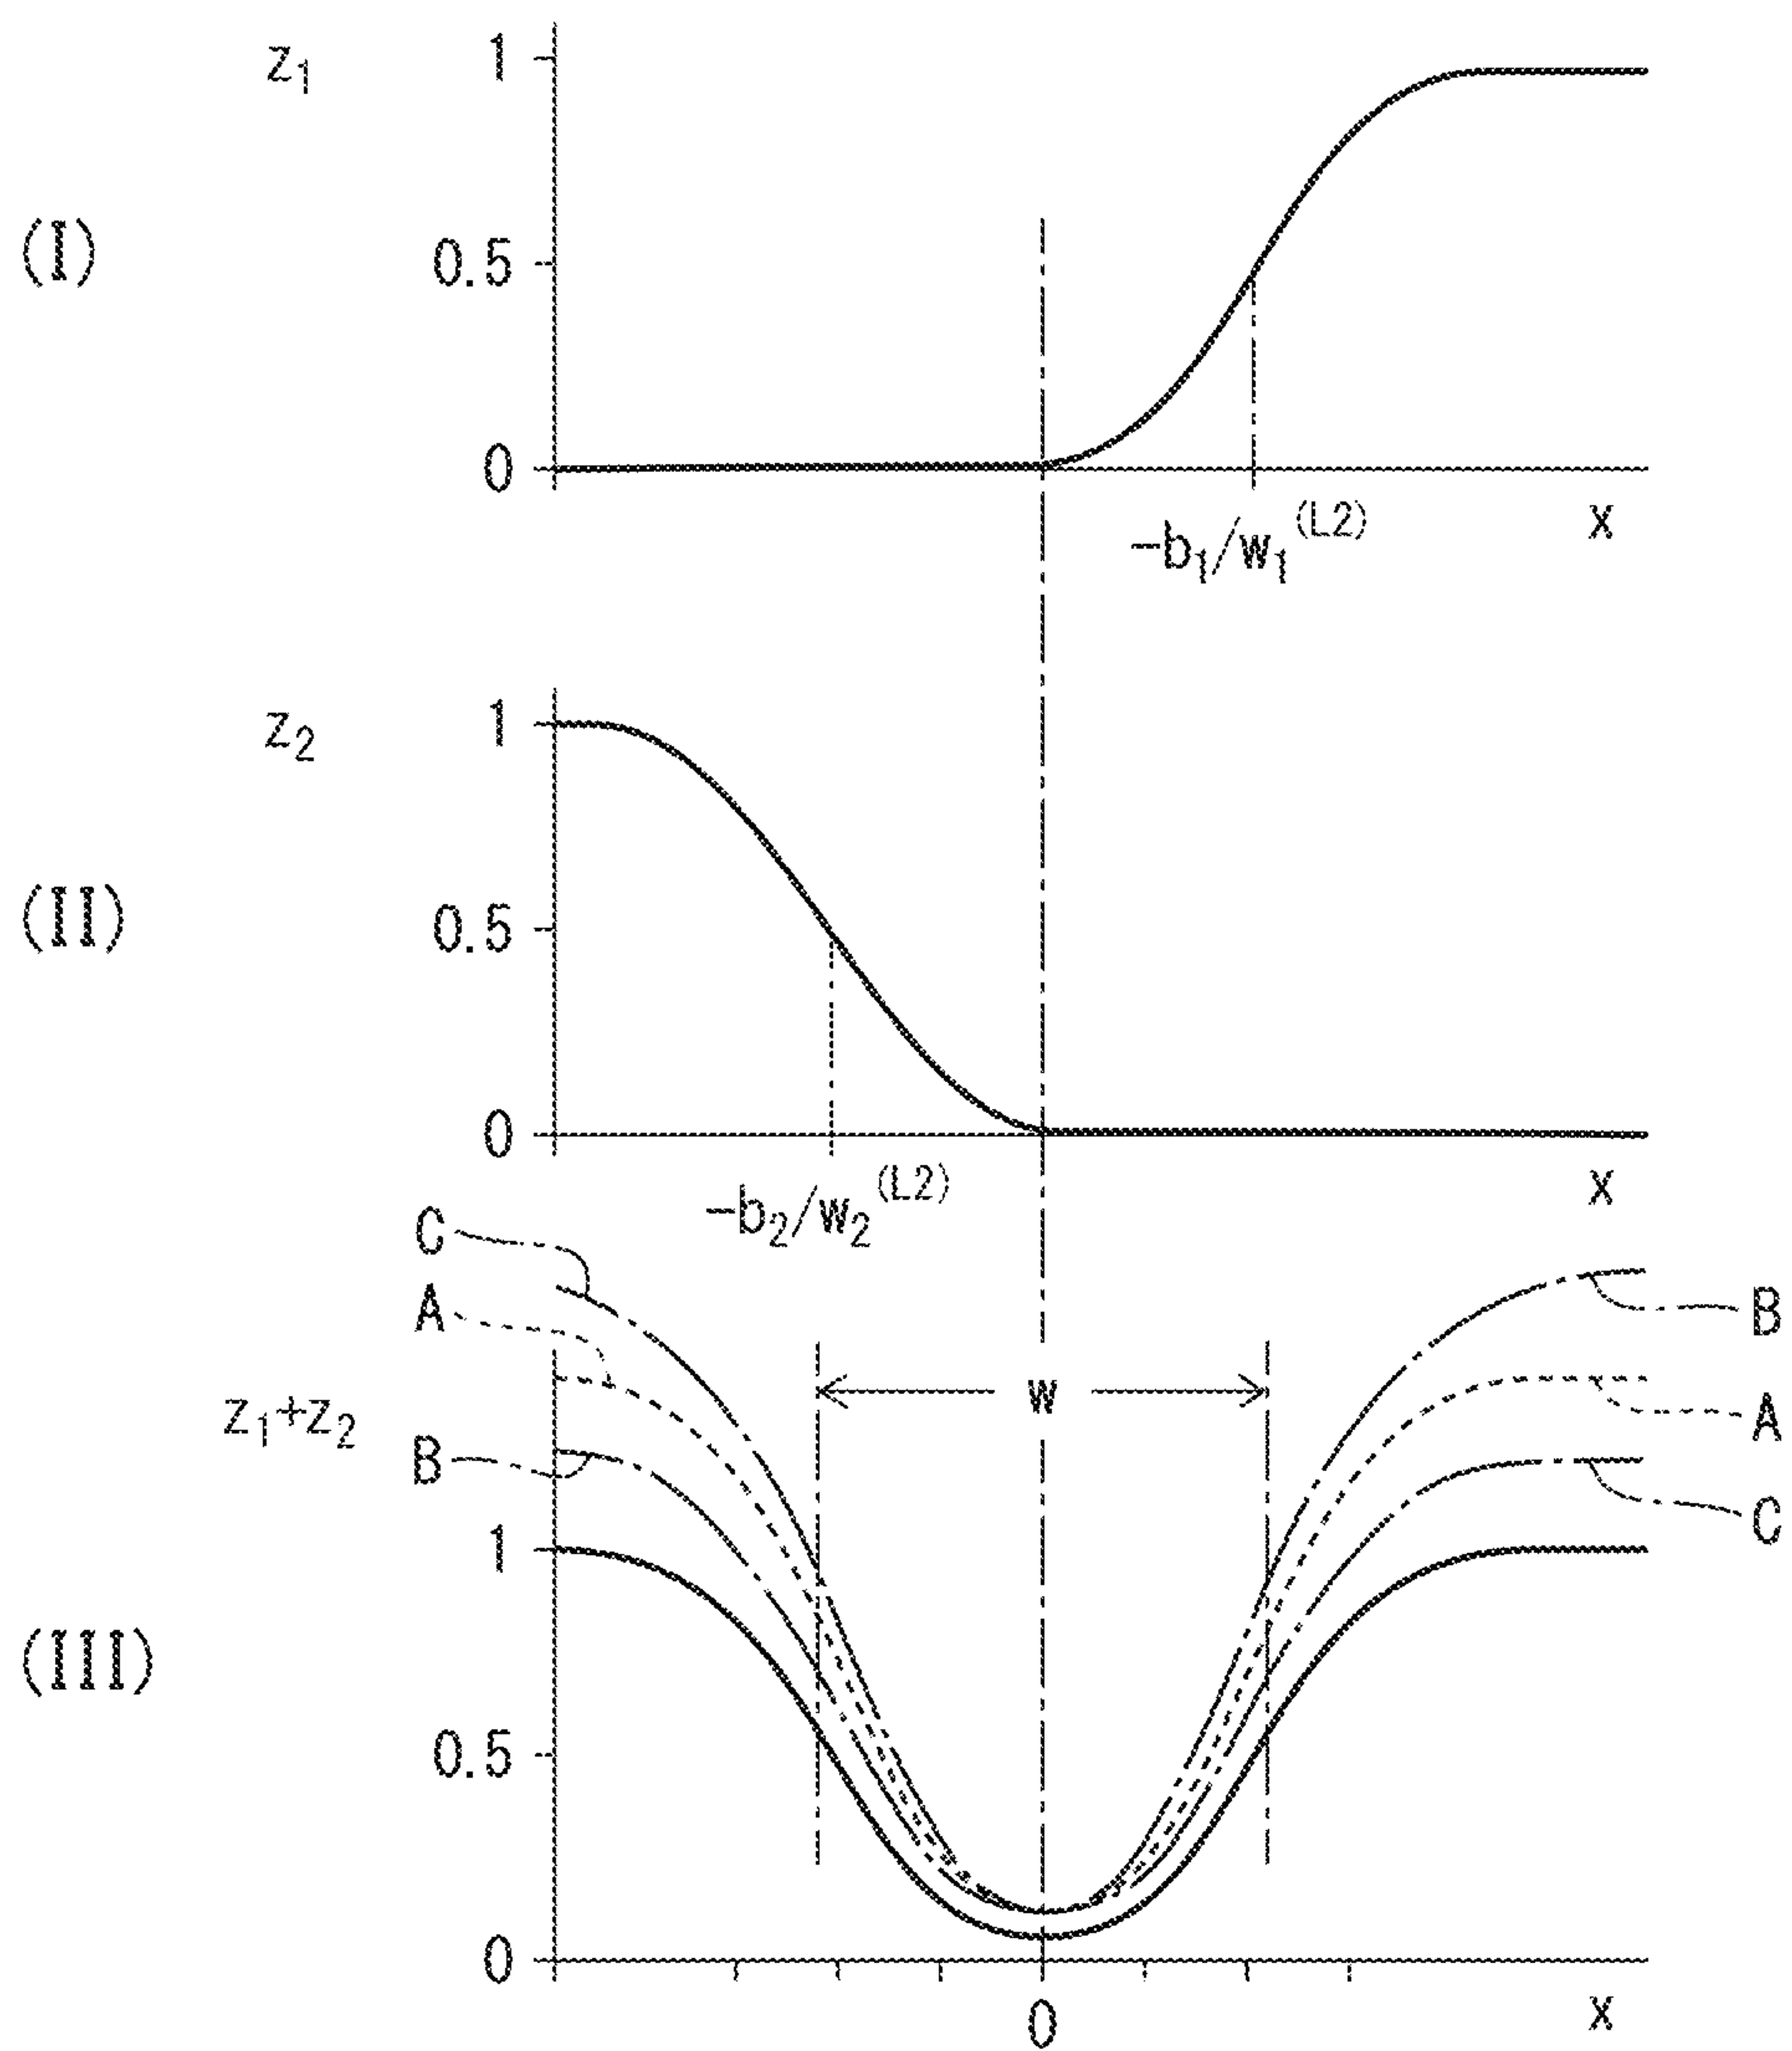 z1
1
(I)
0.5
0
-b1/w1(L2)
x
z2
1
(II)
0.5
0
-b2/w2(L2)
x
C
A
B
B
A
C
w
z1+z2
1
(III)
0.5
0
0
x